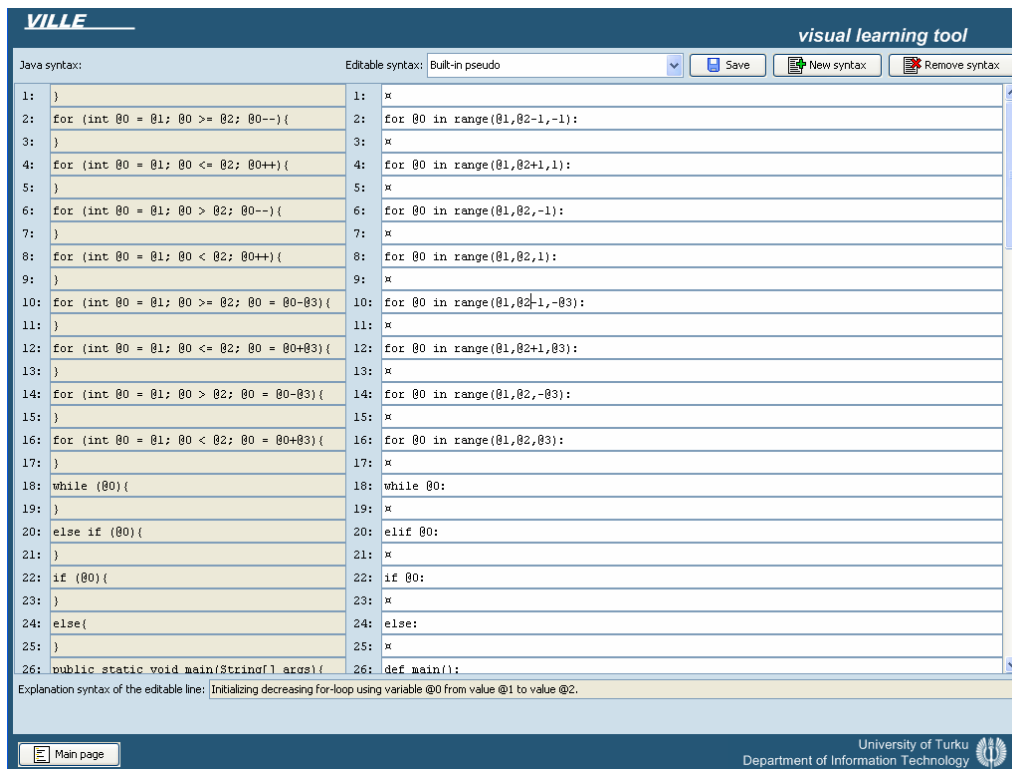 VILLE
visual learning tool
Java syntax: Editable syntax: Built-in pseudo Save New syntax Remove syntax
1: } 1: ¤
2: for (int @0 = @1; @0 >= @2; @0--){ 2: for @0 in range(@1,@2-1,-1):
3: } 3: ¤
4: for (int @0 = @1; @0 <= @2; @0++){ 4: for @0 in range(@1,@2+1,1):
5: } 5: ¤
6: for (int @0 = @1; @0 > @2; @0--){ 6: for @0 in range(@1,@2,-1):
7: } 7: ¤
8: for (int @0 = @1; @0 < @2; @0++){ 8: for @0 in range(@1,@2,1):
9: } 9: ¤
10: for (int @0 = @1; @0 >= @2; @0 = @0-@3){ 10: for @0 in range(@1,@2-1,-@3):
11: } 11: ¤
12: for (int @0 = @1; @0 <= @2; @0 = @0+@3){ 12: for @0 in range(@1,@2+1,@3):
13: } 13: ¤
14: for (int @0 = @1; @0 > @2; @0 = @0-@3){ 14: for @0 in range(@1,@2,-@3):
15: } 15: ¤
16: for (int @0 = @1; @0 < @2; @0 = @0+@3){ 16: for @0 in range(@1,@2,@3):
17: } 17: ¤
18: while (@0){ 18: while @0:
19: } 19: ¤
20: else if (@0){ 20: elif @0:
21: } 21: ¤
22: if (@0){ 22: if @0:
23: } 23: ¤
24: else{ 24: else:
25: } 25: ¤
26: public static void main(String[] args){ 26: def main():
Explanation syntax of the editable line: Initializing decreasing for-loop using variable @0 from value @1 to value @2.
Main page
University of Turku
Department of Information Technology